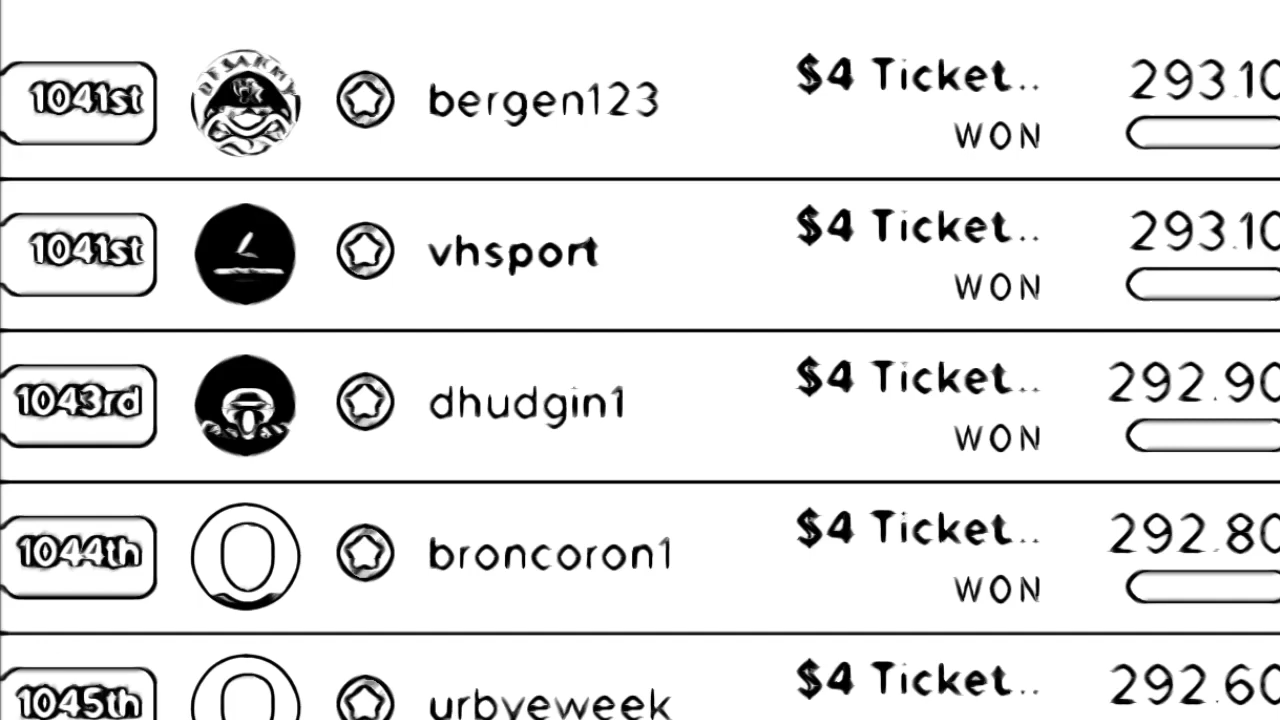 1041st bergen123 $4 Ticket.. 293.10
WON
1041st vhsport $4 Ticket.. 293.10
WON
1043rd dhudgin1 $4 Ticket... 292.90
WON
1044th broncoron1 $4 Ticket.. 292.80
WON
1045th urbyeweek $4 Ticket.. 292.60